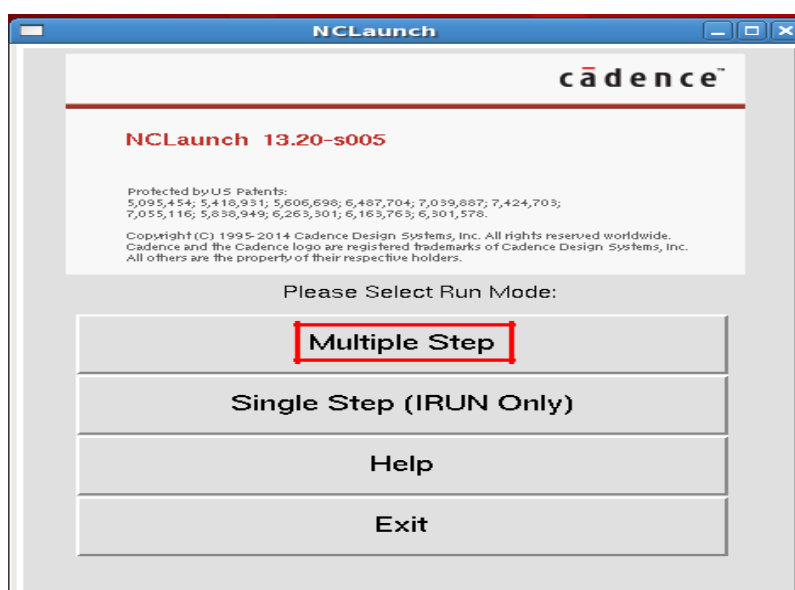 NCLaunch
cādence™
NCLaunch 13.20-s005
Protected by US Patents:
5,095,454; 5,418,931; 5,606,698; 6,487,704; 7,039,887; 7,424,703;
7,055,116; 5,838,949; 6,263,301; 6,163,763; 6,301,578.
Copyright (C) 1995-2014 Cadence Design Systems, Inc. All rights reserved worldwide.
Cadence and the Cadence logo are registered trademarks of Cadence Design Systems, Inc.
All others are the property of their respective holders.
Please Select Run Mode:
Multiple Step
Single Step (IRUN Only)
Help
Exit